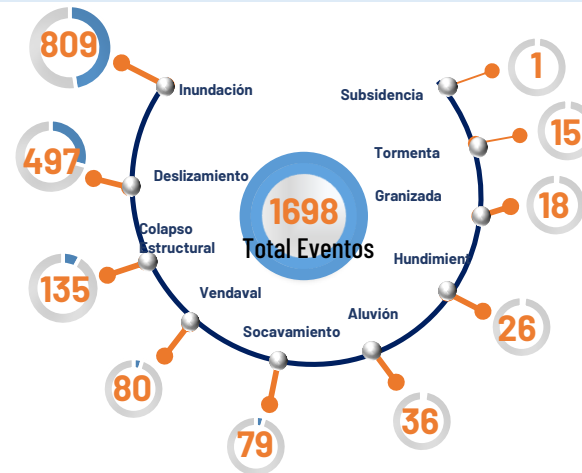 809
Inundación
497
Deslizamiento
135
Colapso
Estructural
80
Vendaval
79
Socavamiento
36
Aluvión
26
Hundimient
18
Granizada
15
Tormenta
1
Subsidencia
1698
Total Eventos